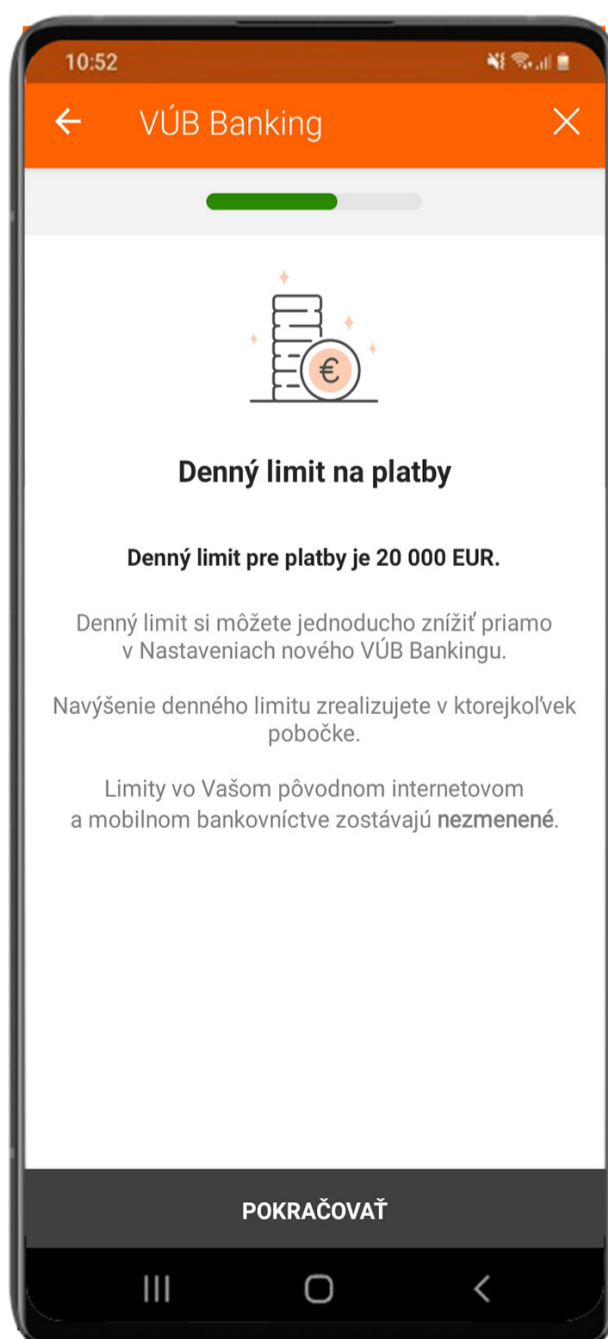 10:52
VÚB Banking
€
Denný limit na platby
Denný limit pre platby je 20 000 EUR.
Denný limit si môžete jednoducho znížiť priamo
v Nastaveniach nového VÚB Bankingu.
Navýšenie denného limitu zrealizujete v ktorejkoľvek
pobočke.
Limity vo Vašom pôvodnom internetovom
a mobilnom bankovníctve zostávajú nezmenené.
POKRAČOVAŤ